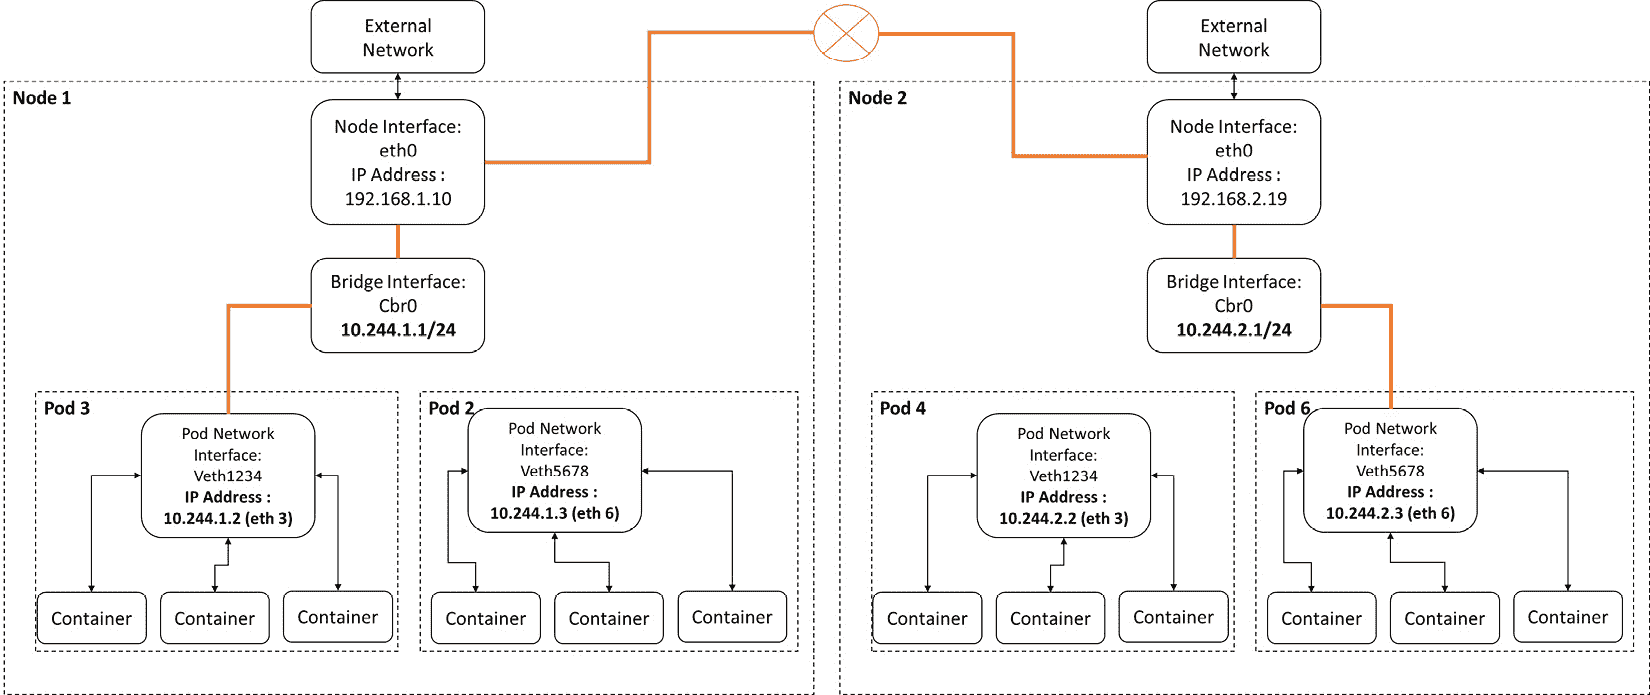 External
Network
External
Network
Node 1
Node Interface:
eth0
IP Address :
192.168.1.10
Node 2
Node Interface:
eth0
IP Address :
192.168.2.19
Bridge Interface:
Cbr0
10.244.1.1/24
Bridge Interface:
Cbr0
10.244.2.1/24
Pod 3
Pod Network
Interface:
Veth1234
IP Address :
10.244.1.2 (eth 3)
Container
Container
Container
Pod 2
Pod Network
Interface:
Veth5678
IP Address :
10.244.1.3 (eth 6)
Container
Container
Container
Pod 4
Pod Network
Interface:
Veth1234
IP Address :
10.244.2.2 (eth 3)
Container
Container
Container
Pod 6
Pod Network
Interface:
Veth5678
IP Address :
10.244.2.3 (eth 6)
Container
Container
Container